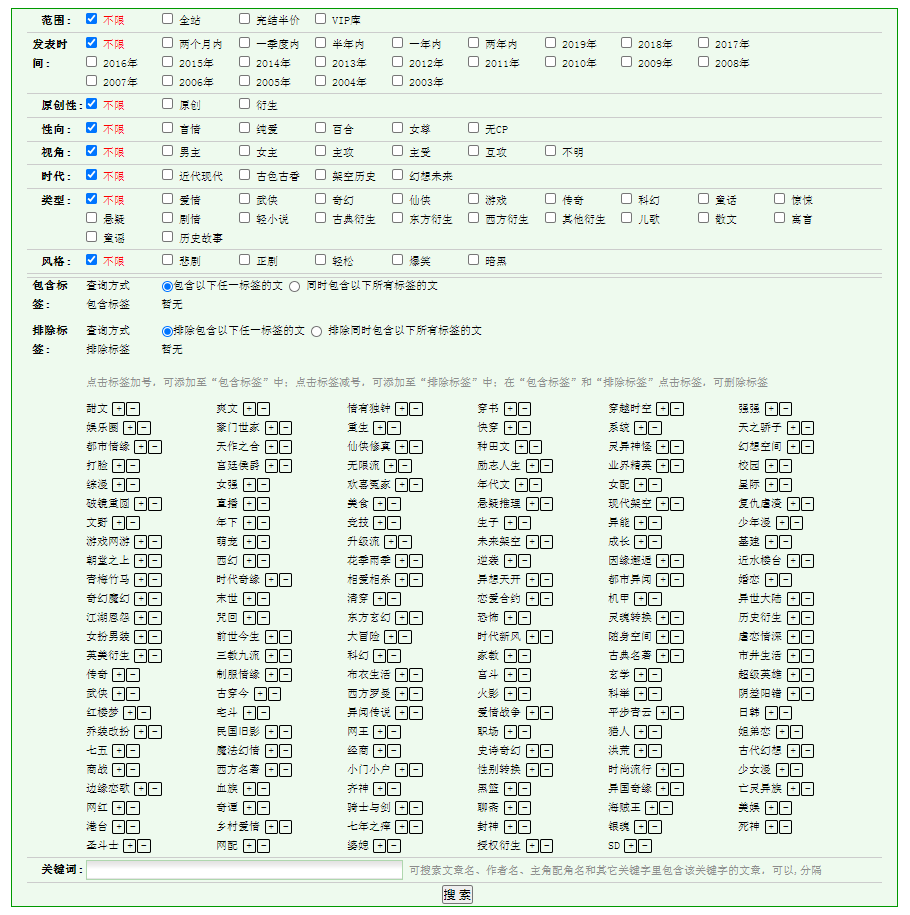 范围： 不限 全站 完结半价 VIP库
发表时 不限 两个月内 一季度内 半年内 一年内 两年内 2019年 2018年 2017年
间： 2016年 2015年 2014年 2013年 2012年 2011年 2010年 2009年 2008年
2007年 2006年 2005年 2004年 2003年
原创性： 不限 原创 衍生
性向： 不限 言情 纯爱 百合 女尊 无CP
视角： 不限 男主 女主 主攻 主受 互攻 不明
时代： 不限 近代现代 古色古香 架空历史 幻想未来
类型： 不限 爱情 武侠 奇幻 仙侠 游戏 传奇 科幻 童话 惊悚
悬疑 剧情 轻小说 古典衍生 东方衍生 西方衍生 其他衍生 儿歌 散文 寓言
童谣 历史故事
风格： 不限 悲剧 正剧 轻松 爆笑 暗黑
包含标 查询方式 包含以下任一标签的文 同时包含以下所有标签的文
签： 包含标签 暂无
排除标 查询方式 排除包含以下任一标签的文 排除同时包含以下所有标签的文
签： 排除标签 暂无
点击标签加号，可添加至“包含标签”中；点击标签减号，可添加至“排除标签”中；在“包含标签”和“排除标签”点击标签，可删除标签
甜文 + - 爽文 + - 情有独钟 + - 穿书 + - 穿越时空 + - 强强 + -
娱乐圈 + - 豪门世家 + - 重生 + - 快穿 + - 系统 + - 天之骄子 + -
都市情缘 + - 天作之合 + - 仙侠修真 + - 种田文 + - 灵异神怪 + - 幻想空间 + -
打脸 + - 宫廷侯爵 + - 无限流 + - 励志人生 + - 业界精英 + - 校园 + -
综漫 + - 女强 + - 欢喜冤家 + - 年代文 + - 女配 + - 星际 + -
破镜重圆 + - 直播 + - 美食 + - 悬疑推理 + - 现代架空 + - 复仇虐渣 + -
文野 + - 年下 + - 竞技 + - 生子 + - 异能 + - 少年漫 + -
游戏网游 + - 萌宠 + - 升级流 + - 未来架空 + - 成长 + - 基建 + -
朝堂之上 + - 西幻 + - 花季雨季 + - 逆袭 + - 因缘邂逅 + - 近水楼台 + -
青梅竹马 + - 时代奇缘 + - 相爱相杀 + - 异想天开 + - 都市异闻 + - 婚恋 + -
奇幻魔幻 + - 末世 + - 清穿 + - 恋爱合约 + - 机甲 + - 异世大陆 + -
江湖恩怨 + - 咒回 + - 东方玄幻 + - 恐怖 + - 灵魂转换 + - 历史衍生 + -
女扮男装 + - 前世今生 + - 大冒险 + - 时代新风 + - 随身空间 + - 虐恋情深 + -
英美衍生 + - 三教九流 + - 科幻 + - 家教 + - 古典名著 + - 市井生活 + -
传奇 + - 制服情缘 + - 布衣生活 + - 宫斗 + - 玄学 + - 超级英雄 + -
武侠 + - 古穿今 + - 西方罗曼 + - 火影 + - 科举 + - 阴差阳错 + -
红楼梦 + - 宅斗 + - 异闻传说 + - 爱情战争 + - 平步青云 + - 日韩 + -
乔装改扮 + - 民国旧影 + - 网王 + - 职场 + - 猎人 + - 姐弟恋 + -
七五 + - 魔法幻情 + - 经商 + - 史诗奇幻 + - 洪荒 + - 古代幻想 + -
商战 + - 西方名著 + - 小门小户 + - 性别转换 + - 时尚流行 + - 少女漫 + -
边缘恋歌 + - 血族 + - 齐神 + - 黑篮 + - 异国奇缘 + - 亡灵异族 + -
网红 + - 奇谭 + - 骑士与剑 + - 聊斋 + - 海贼王 + - 美娱 + -
港台 + - 乡村爱情 + - 七年之痒 + - 封神 + - 银魂 + - 死神 + -
圣斗士 + - 网配 + - 婆媳 + - 授权衍生 + - SD + -
关键词： 可搜索文章名、作者名、主角配角名和其它关键字里包含该关键字的文章，可以,分隔
搜 索